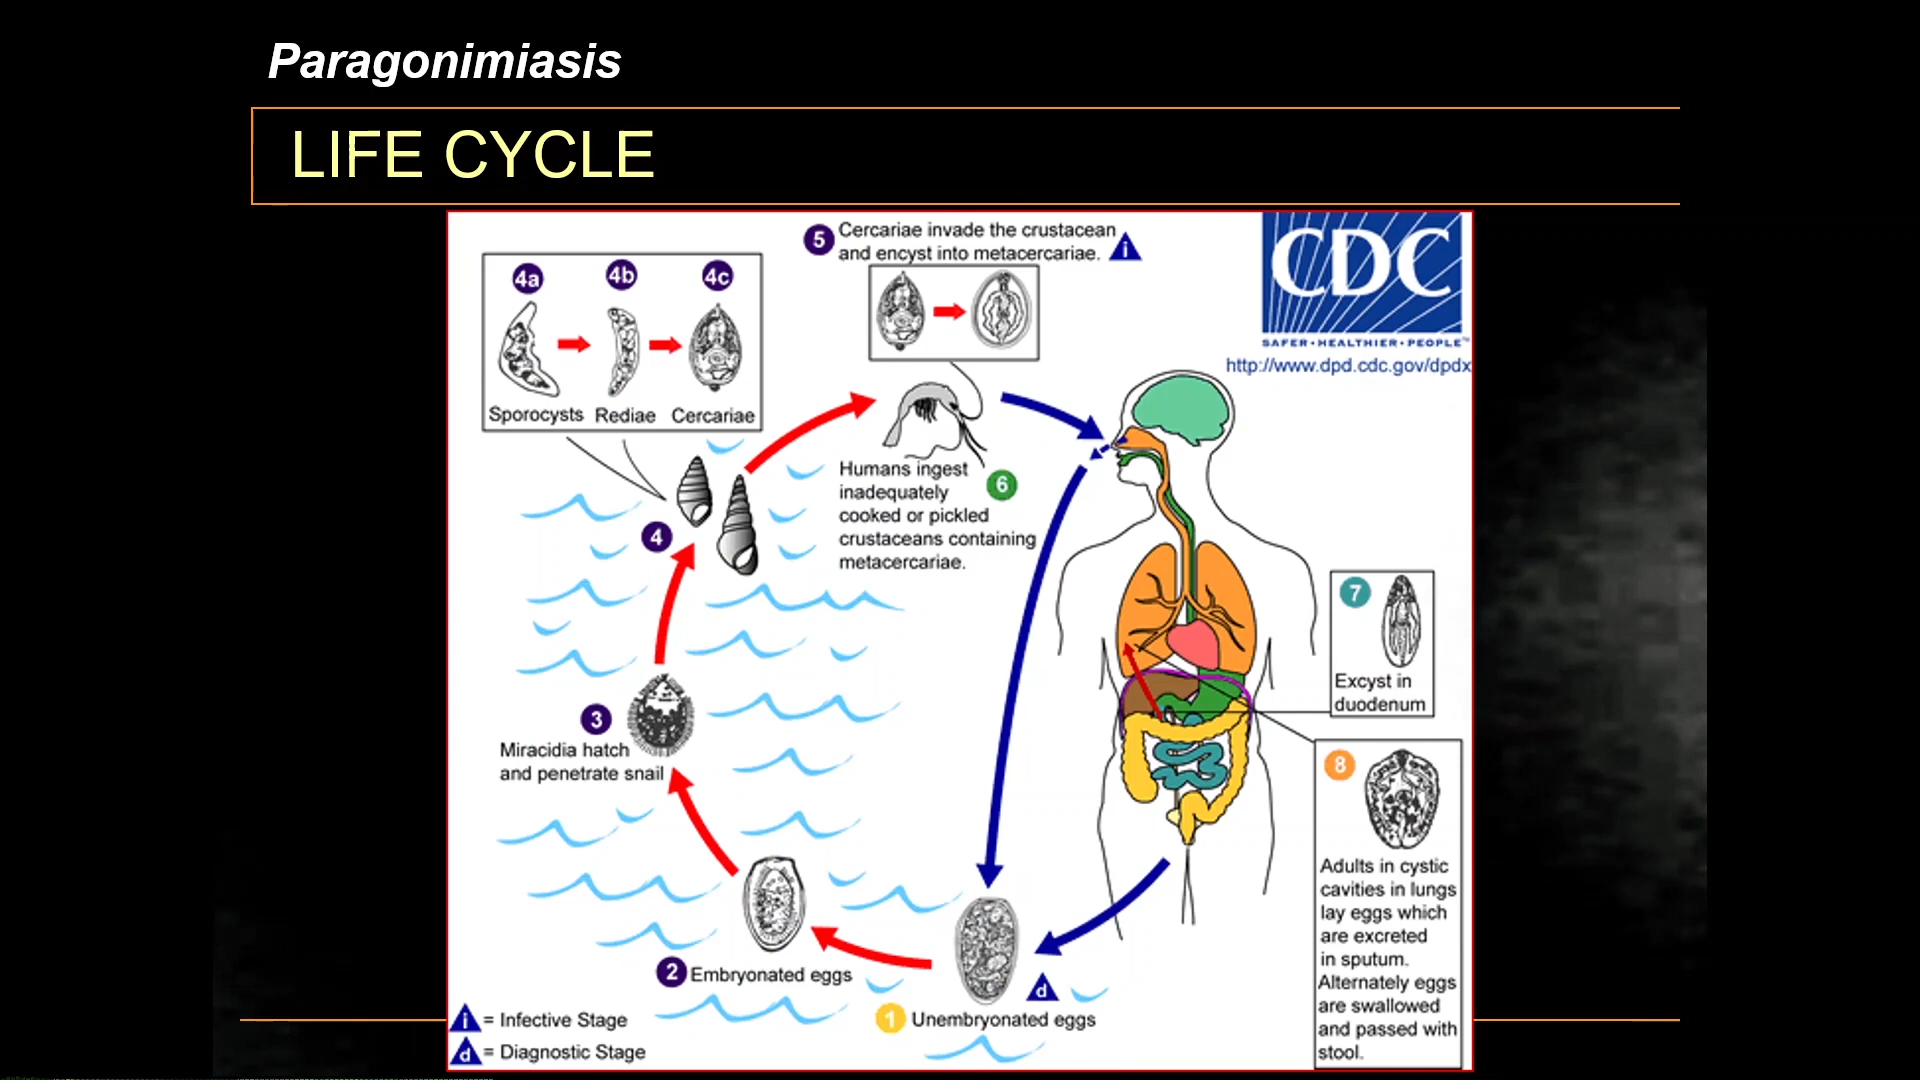 Paragonimiasis
LIFE CYCLE
4a
4b
4c
Sporocysts
Rediae
Cercariae
5
Cercariae invade the crustacean
and encyst into metacercariae.
i
CDC
SAFER•HEALTHIER•PEOPLE™
http://www.dpd.cdc.gov/dpdx
Humans ingest
inadequately
cooked or pickled
crustaceans containing
metacercariae.
6
4
3
Miracidia hatch
and penetrate snail
7
Excyst in
duodenum
8
Adults in cystic
cavities in lungs
lay eggs which
are excreted
in sputum.
Alternately eggs
are swallowed
and passed with
stool.
2 Embryonated eggs
d
1 Unembryonated eggs
i = Infective Stage
d = Diagnostic Stage